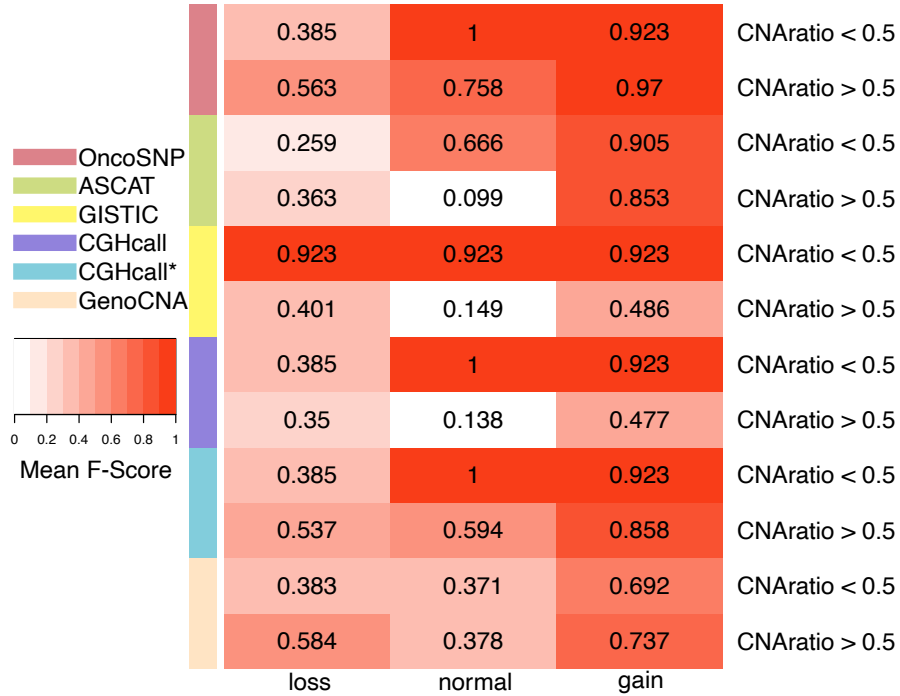 0.385 1 0.923 CNAratio < 0.5
0.563 0.758 0.97 CNAratio > 0.5
0.259 0.666 0.905 CNAratio < 0.5
0.363 0.099 0.853 CNAratio > 0.5
0.923 0.923 0.923 CNAratio < 0.5
0.401 0.149 0.486 CNAratio > 0.5
0.385 1 0.923 CNAratio < 0.5
0.35 0.138 0.477 CNAratio > 0.5
0.385 1 0.923 CNAratio < 0.5
0.537 0.594 0.858 CNAratio > 0.5
0.383 0.371 0.692 CNAratio < 0.5
0.584 0.378 0.737 CNAratio > 0.5
loss normal gain
OncoSNP
ASCAT
GISTIC
CGHcall
CGHcall*
GenoCNA
0 0.2 0.4 0.6 0.8 1
Mean F-Score